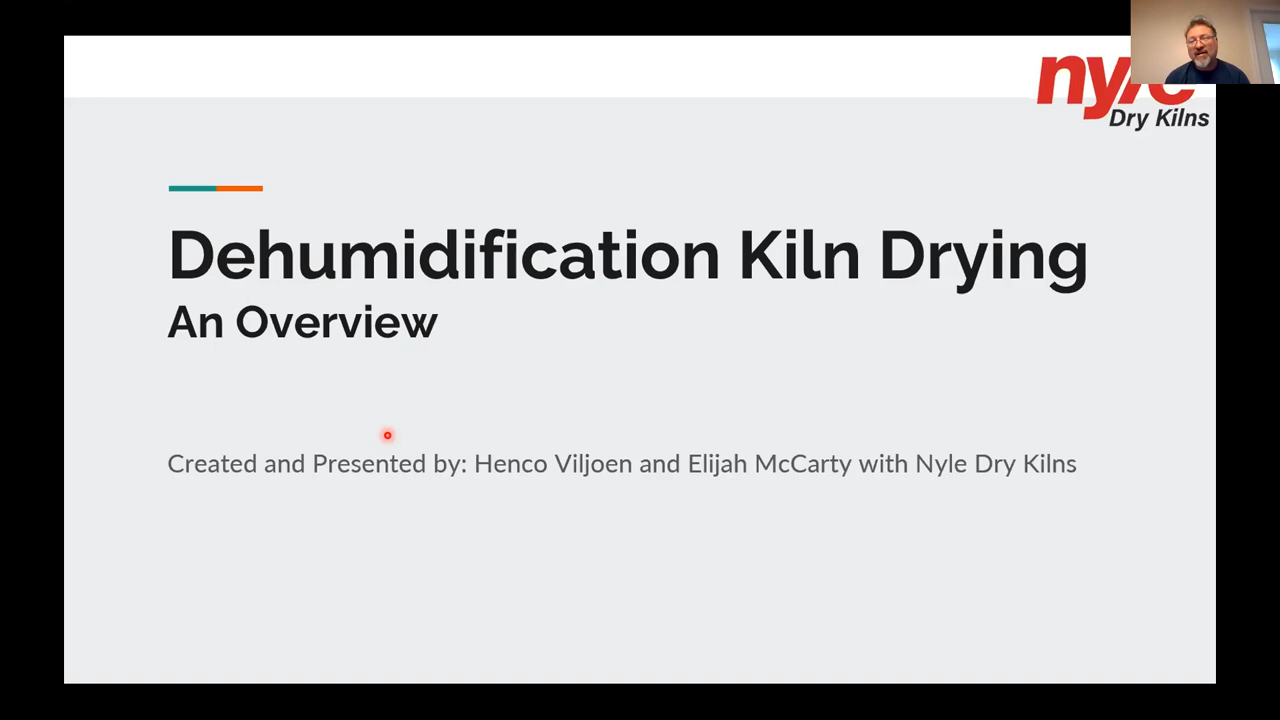 Dry Kilns
Dehumidification Kiln Drying
An Overview
Created and Presented by: Henco Viljoen and Elijah McCarty with Nyle Dry Kilns